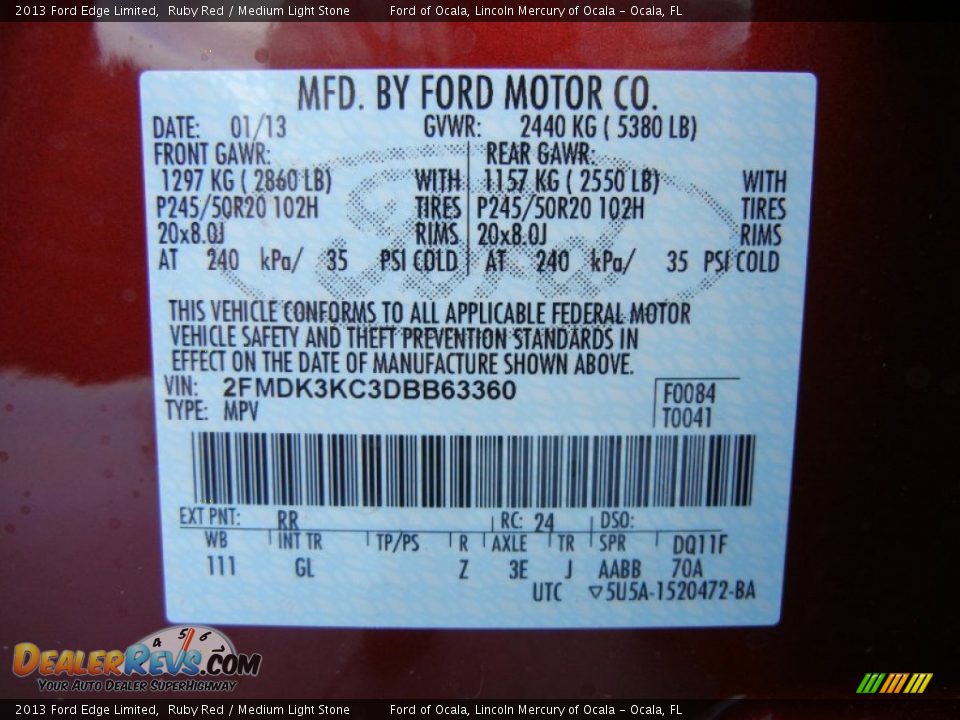 2013 Ford Edge Limited, Ruby Red / Medium Light Stone Ford of Ocala, Lincoln Mercury of Ocala - Ocala, FL
MFD. BY FORD MOTOR CO.
DATE: 01/13 GVWR: 2440 KG ( 5380 LB)
FRONT GAWR: REAR GAWR:
1297 KG ( 2860 LB) WITH 1157 KG ( 2550 LB) WITH
P245/50R20 102H TIRES P245/50R20 102H TIRES
20x8.0J RIMS 20x8.0J RIMS
AT 240 kPa/ 35 PSI COLD AT 240 kPa/ 35 PSI COLD
Ford
THIS VEHICLE CONFORMS TO ALL APPLICABLE FEDERAL MOTOR
VEHICLE SAFETY AND THEFT PREVENTION STANDARDS IN
EFFECT ON THE DATE OF MANUFACTURE SHOWN ABOVE.
VIN: 2FMDK3KC3DBB63360 F0084
TYPE: MPV T0041
EXT PNT: RR RC: 24 DSO:
WB INT TR TP/PS R AXLE TR SPR DQ11F
111 GL Z 3E J AABB 70A
UTC ▽5U5A-1520472-BA
4 5 6
DEALERREVS.COM
YOUR AUTO DEALER SUPERHIGHWAY
2013 Ford Edge Limited, Ruby Red / Medium Light Stone Ford of Ocala, Lincoln Mercury of Ocala - Ocala, FL